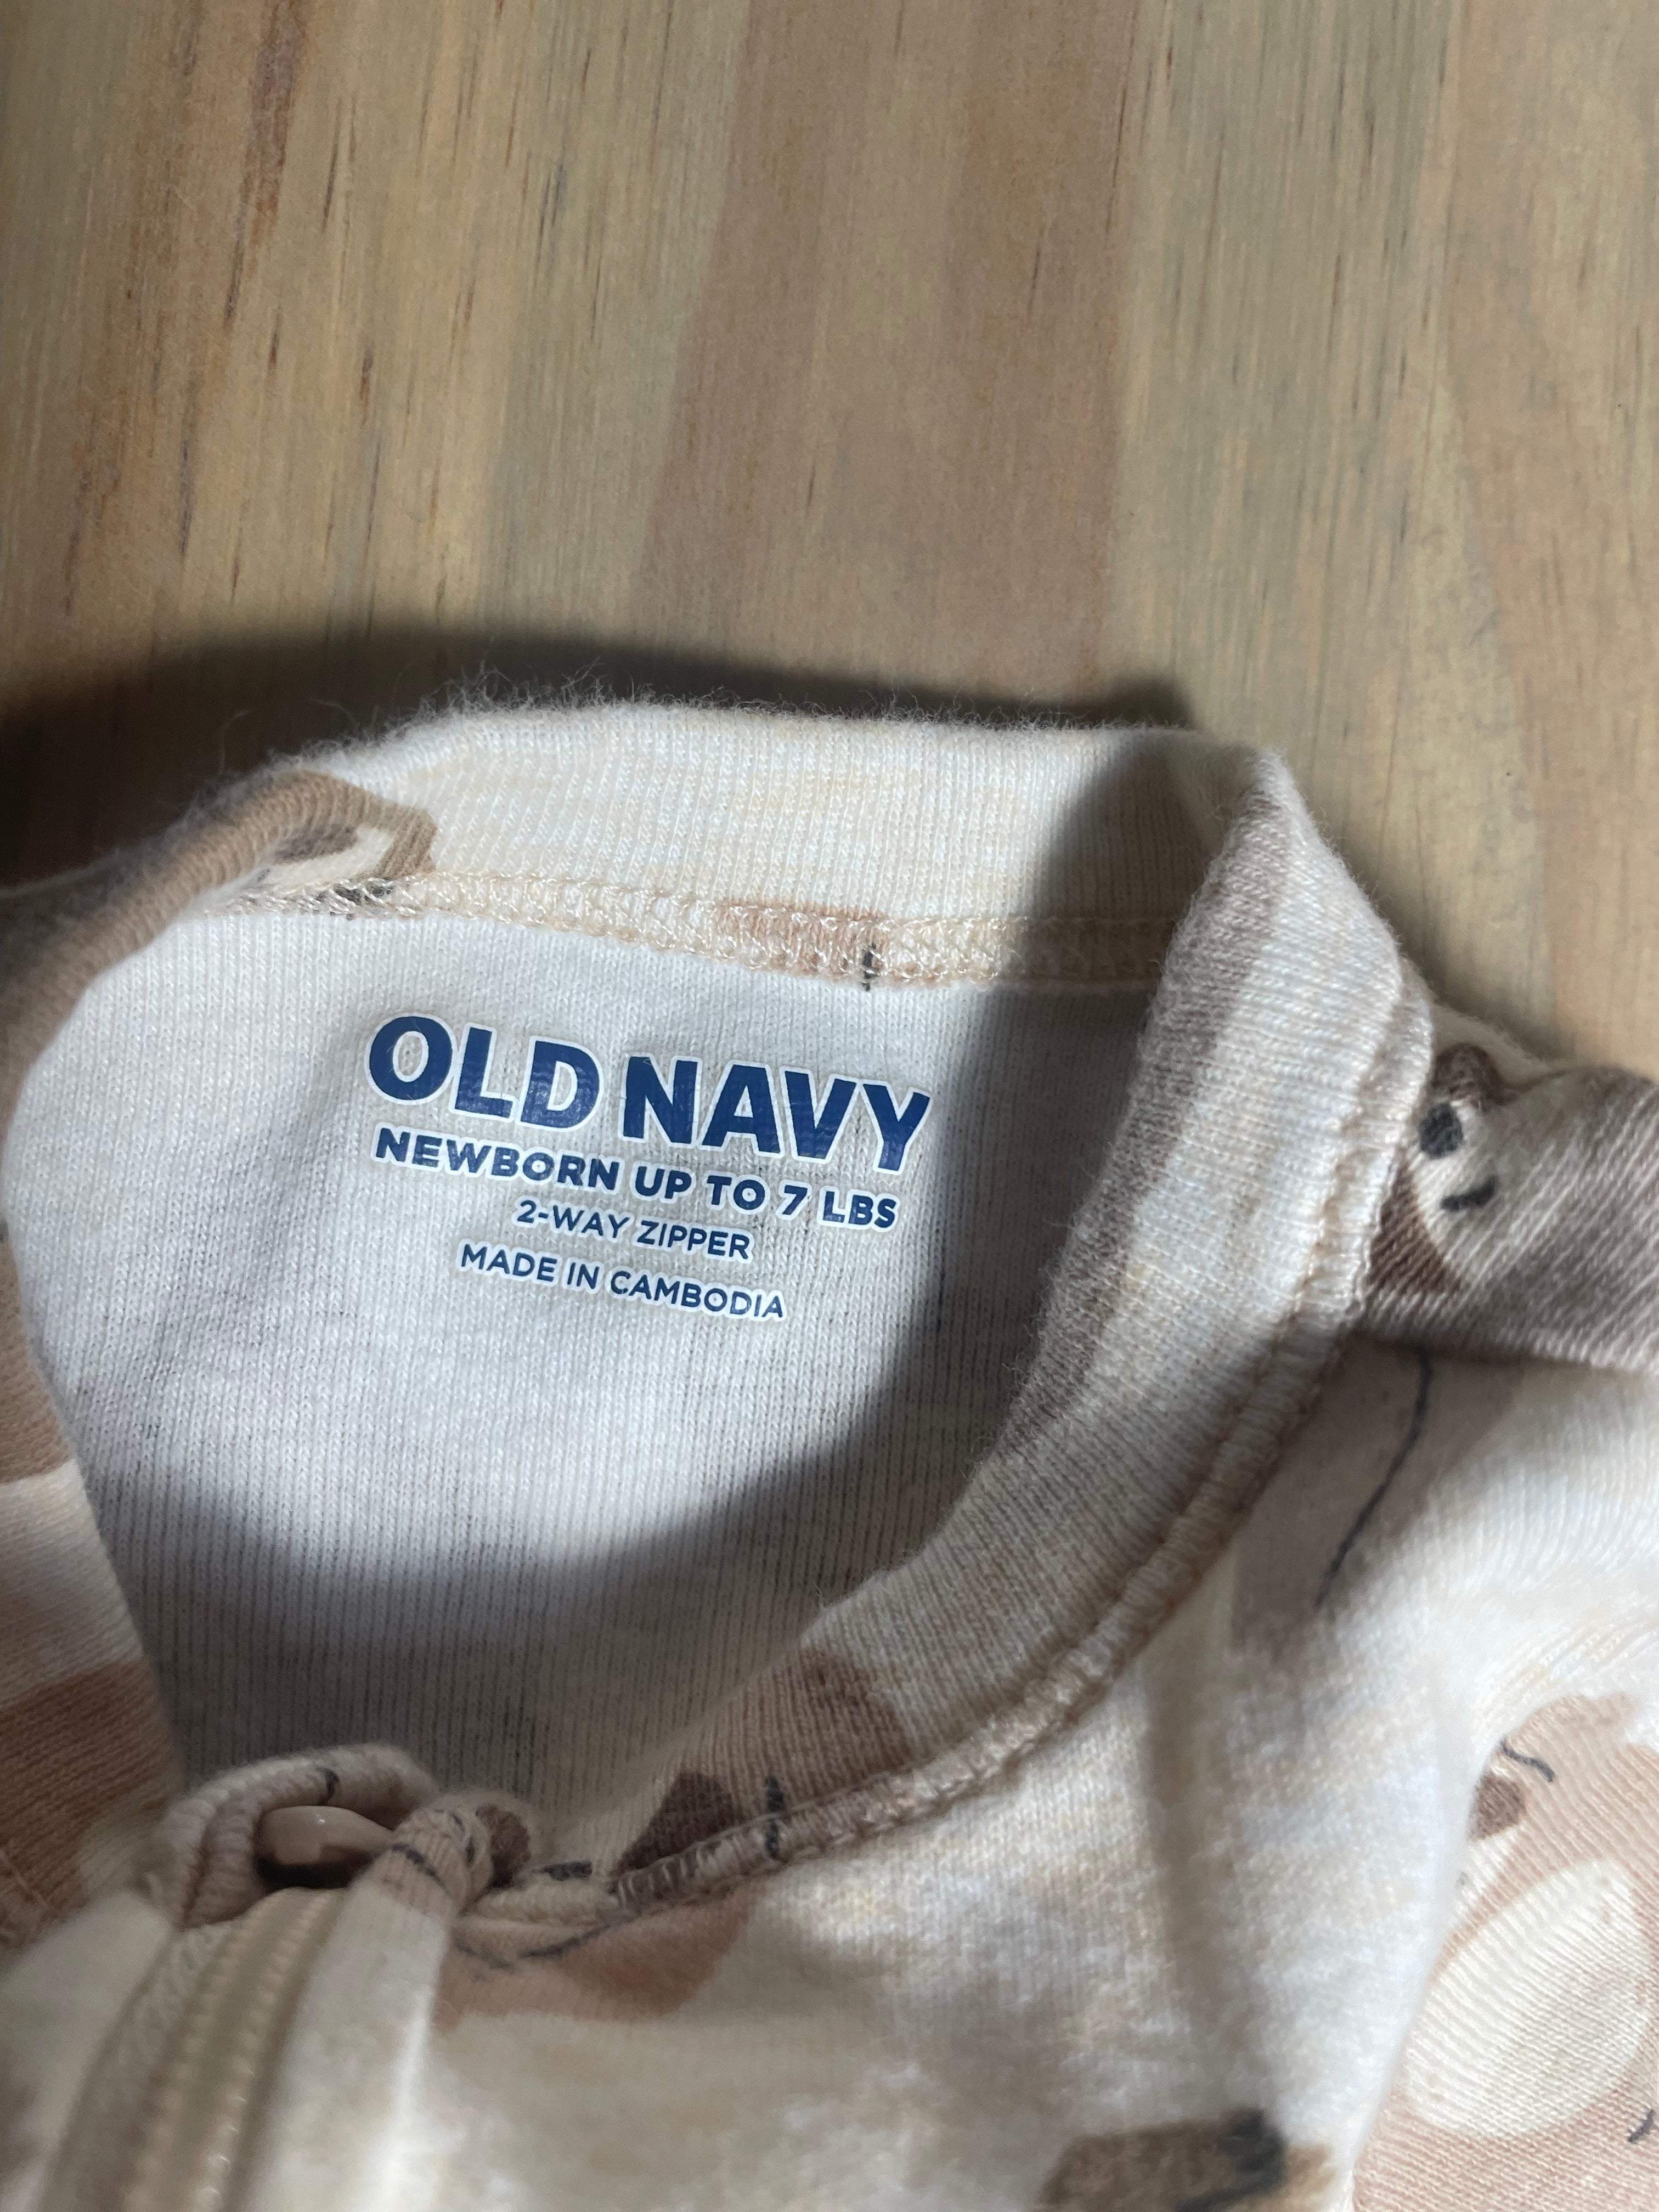 OLD NAVY
NEWBORN UP TO 7 LBS
2-WAY ZIPPER
MADE IN CAMBODIA